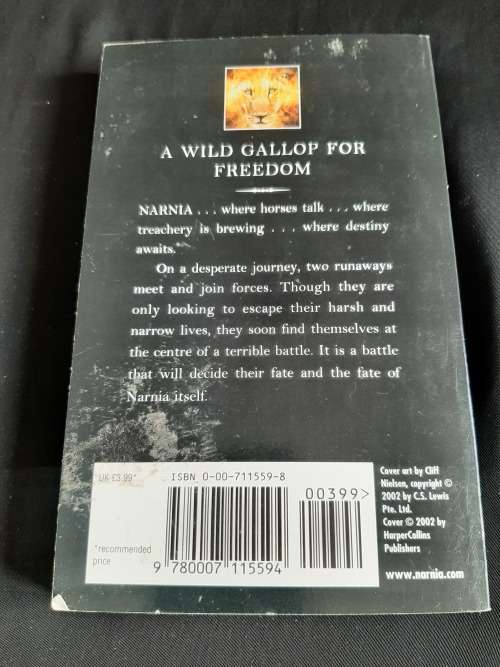 A WILD GALLOP FOR
FREEDOM
NARNIA . . . where horses talk . . . where
treachery is brewing . . . where destiny
awaits.
On a desperate journey, two runaways
meet and join forces. Though they are
only looking to escape their harsh and
narrow lives, they soon find themselves at
the centre of a terrible battle. It is a battle
that will decide their fate and the fate of
Narnia itself.
UK £3.99*
ISBN 0-00-711559-8
00399>
*recommended
price
9 780007 115594
Cover art by Cliff
Nielsen, copyright ©
2002 by C.S. Lewis
Pte. Ltd.
Cover © 2002 by
HarperCollins
Publishers
www.narnia.com